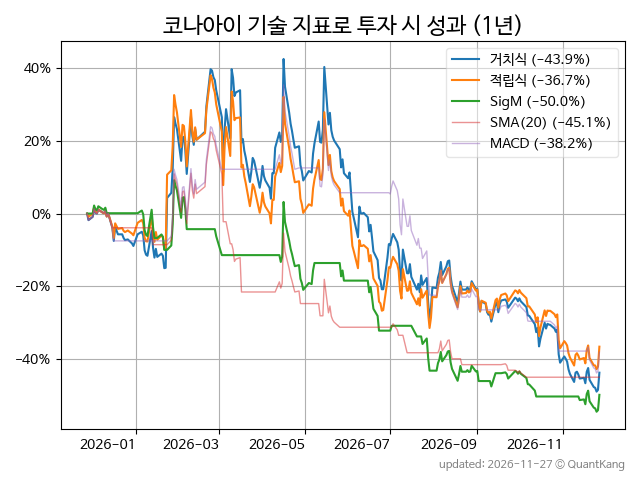 코나아이 기술 지표로 투자 시 성과 (1년)
거치식 (−43.9%)
적립식 (−36.7%)
SigM (−50.0%)
SMA(20) (−45.1%)
MACD (−38.2%)
40%
20%
0%
−20%
−40%
2026-01 2026-03 2026-05 2026-07 2026-09 2026-11
updated: 2026-11-27 © QuantKang